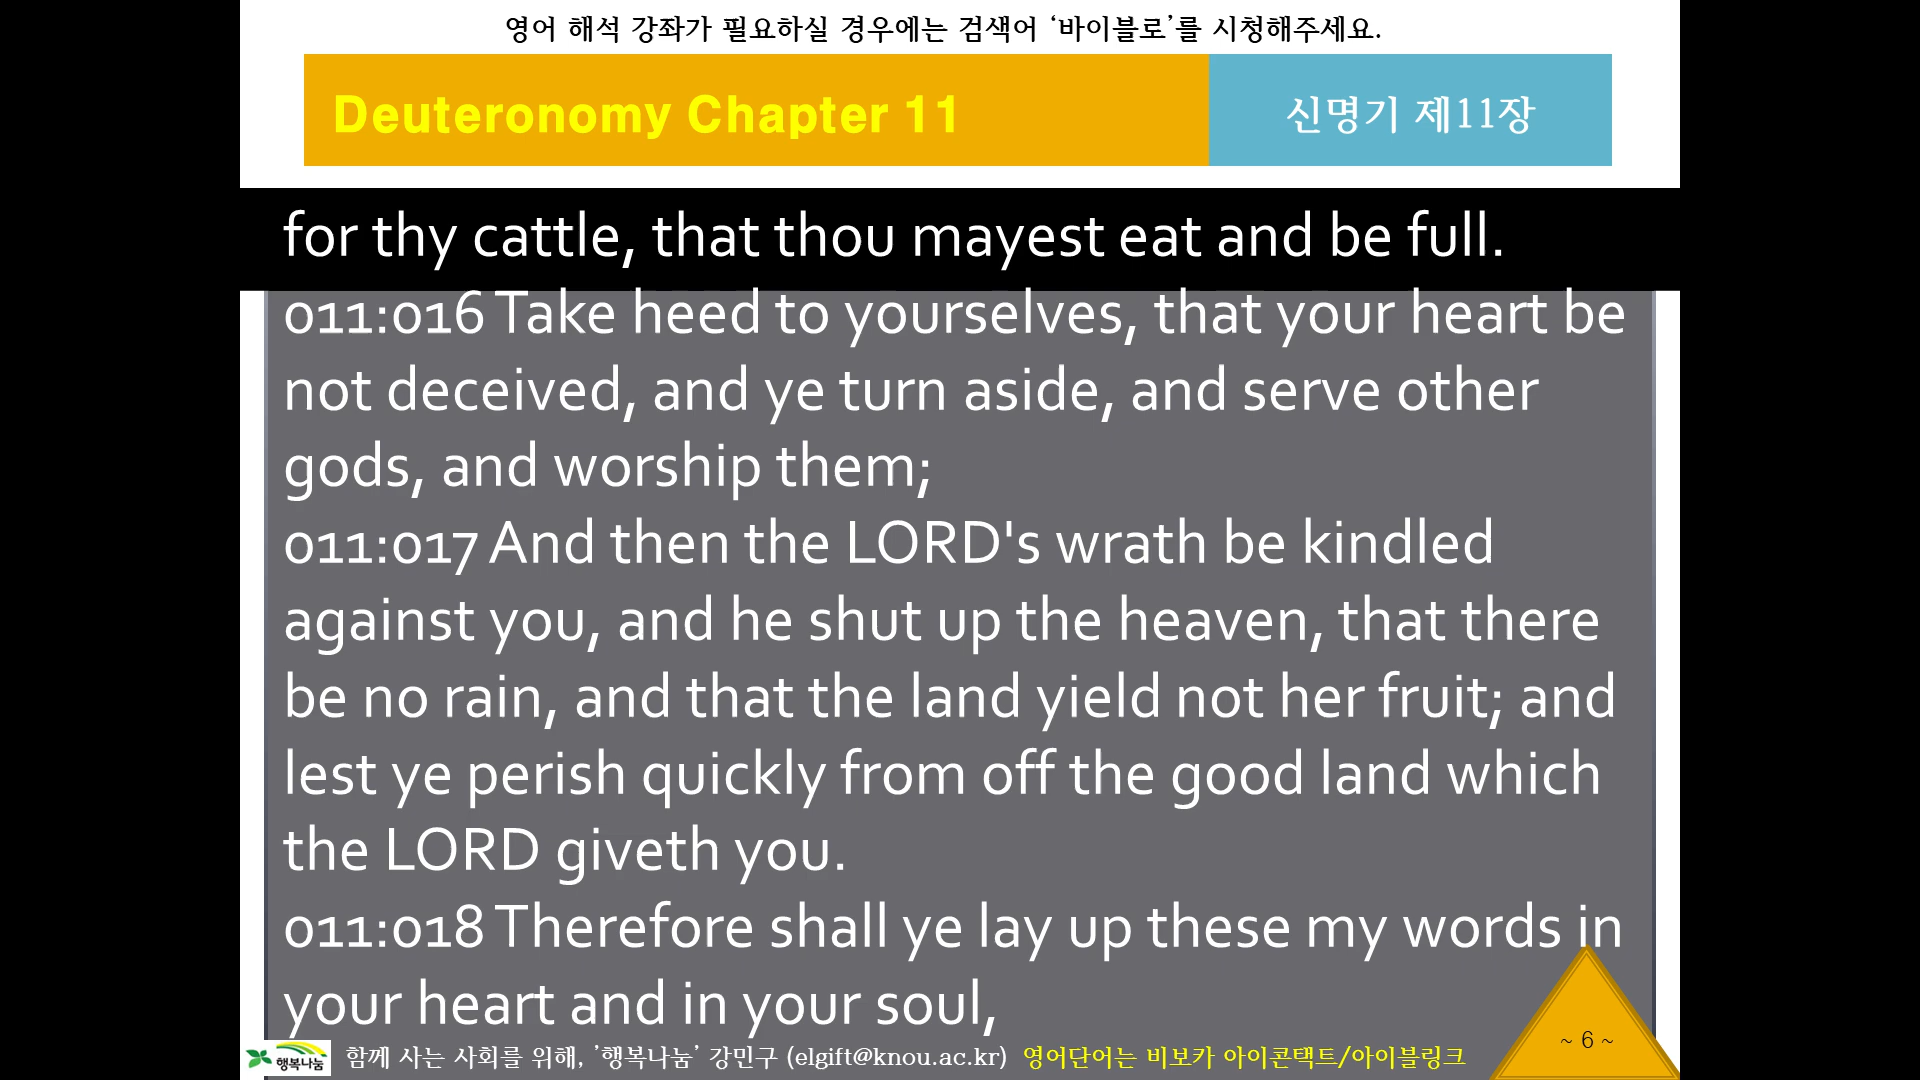 영어 해석 강좌가 필요하실 경우에는 검색어 ‘바이블로’를 시청해주세요.
Deuteronomy Chapter 11
신명기 제11장
for thy cattle, that thou mayest eat and be full.
011:016 Take heed to yourselves, that your heart be
not deceived, and ye turn aside, and serve other
gods, and worship them;
011:017 And then the LORD's wrath be kindled
against you, and he shut up the heaven, that there
be no rain, and that the land yield not her fruit; and
lest ye perish quickly from off the good land which
the LORD giveth you.
011:018 Therefore shall ye lay up these my words in
your heart and in your soul,
~ 6 ~
행복나눔
함께 사는 사회를 위해, '행복나눔' 강민구 (elgift@knou.ac.kr) 영어단어는 비보카 아이콘택트/아이블링크